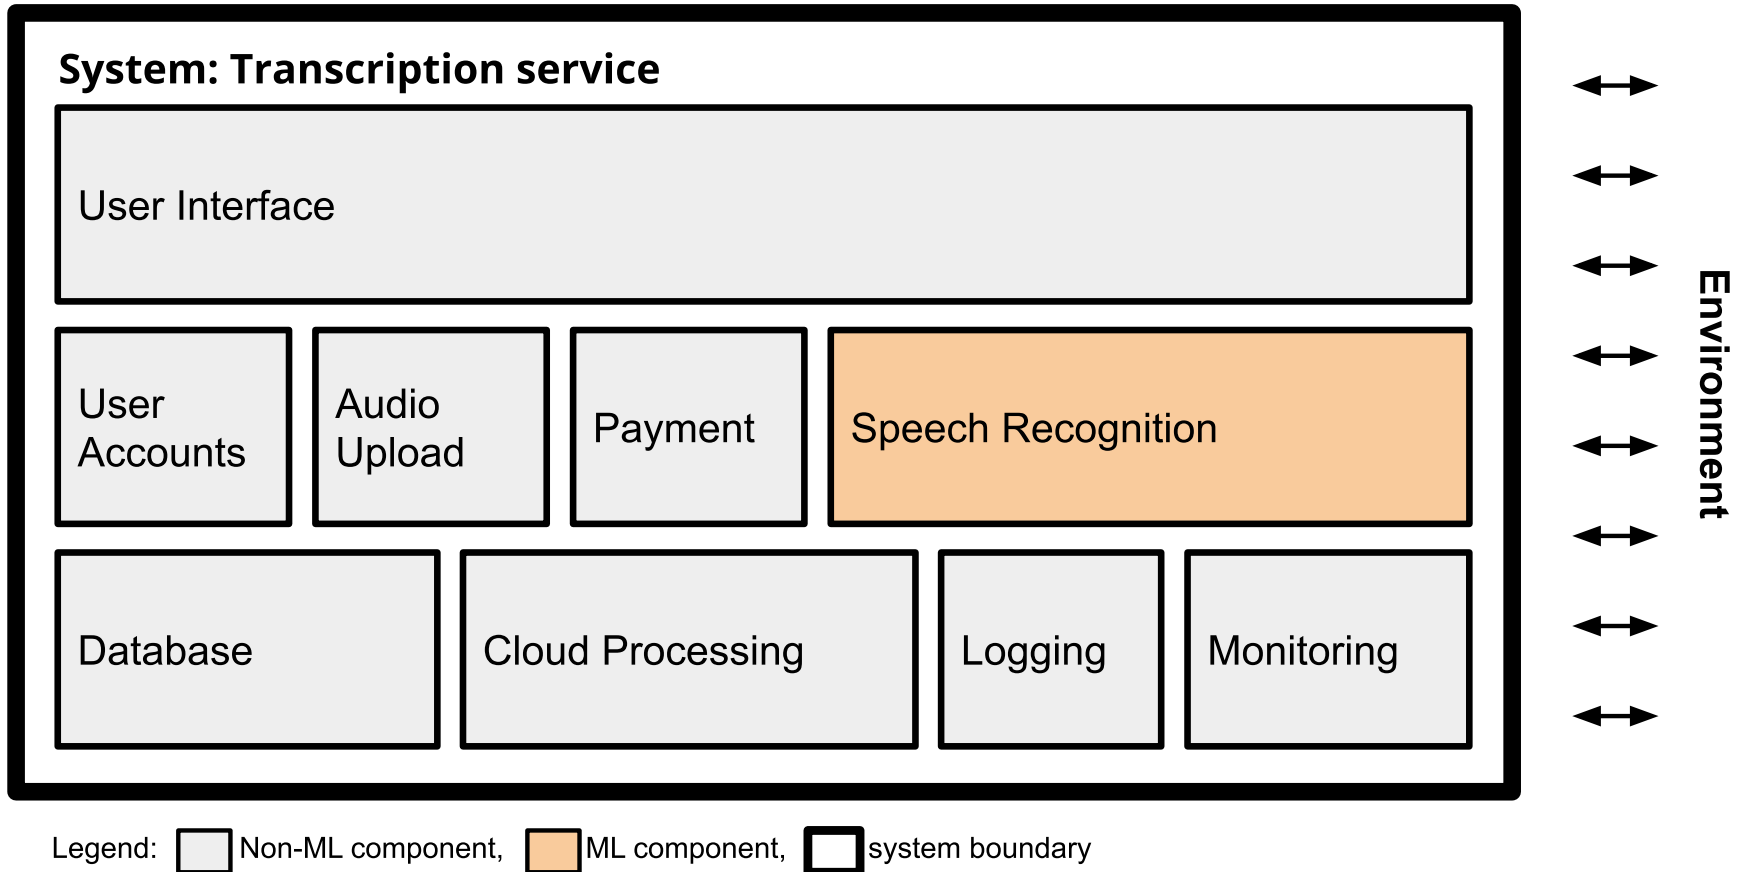 System: Transcription service
User Interface
User
Accounts
Audio
Upload
Payment
Speech Recognition
Database
Cloud Processing
Logging
Monitoring
Environment
Legend: Non-ML component, ML component, system boundary